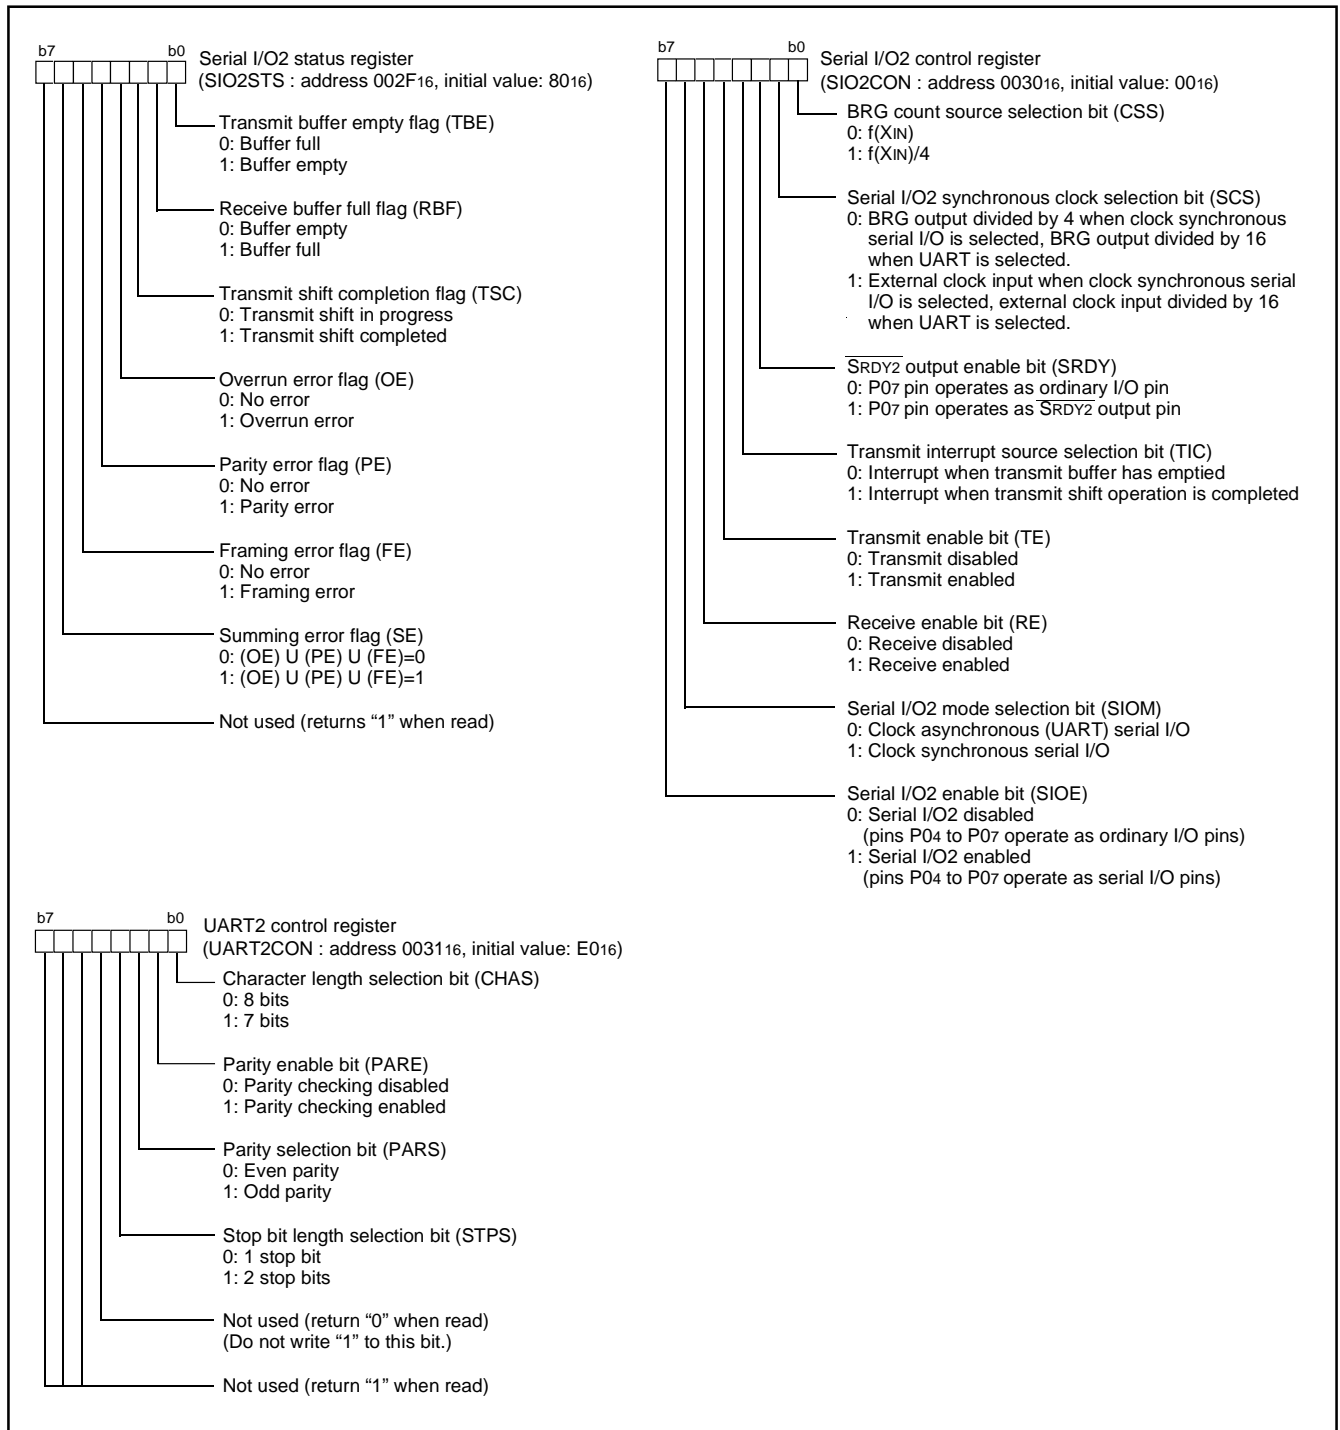 b7 b0 Serial I/O2 status register
(SIO2STS : address 002F16, initial value: 8016)
Transmit buffer empty flag (TBE)
0: Buffer full
1: Buffer empty
Receive buffer full flag (RBF)
0: Buffer empty
1: Buffer full
Transmit shift completion flag (TSC)
0: Transmit shift in progress
1: Transmit shift completed
Overrun error flag (OE)
0: No error
1: Overrun error
Parity error flag (PE)
0: No error
1: Parity error
Framing error flag (FE)
0: No error
1: Framing error
Summing error flag (SE)
0: (OE) U (PE) U (FE)=0
1: (OE) U (PE) U (FE)=1
Not used (returns “1” when read)
b7 b0 Serial I/O2 control register
(SIO2CON : address 003016, initial value: 0016)
BRG count source selection bit (CSS)
0: f(XIN)
1: f(XIN)/4
Serial I/O2 synchronous clock selection bit (SCS)
0: BRG output divided by 4 when clock synchronous
serial I/O is selected, BRG output divided by 16
when UART is selected.
1: External clock input when clock synchronous serial
I/O is selected, external clock input divided by 16
when UART is selected.
SRDY2 output enable bit (SRDY)
0: P07 pin operates as ordinary I/O pin
1: P07 pin operates as SRDY2 output pin
Transmit interrupt source selection bit (TIC)
0: Interrupt when transmit buffer has emptied
1: Interrupt when transmit shift operation is completed
Transmit enable bit (TE)
0: Transmit disabled
1: Transmit enabled
Receive enable bit (RE)
0: Receive disabled
1: Receive enabled
Serial I/O2 mode selection bit (SIOM)
0: Clock asynchronous (UART) serial I/O
1: Clock synchronous serial I/O
Serial I/O2 enable bit (SIOE)
0: Serial I/O2 disabled
(pins P04 to P07 operate as ordinary I/O pins)
1: Serial I/O2 enabled
(pins P04 to P07 operate as serial I/O pins)
b7 b0 UART2 control register
(UART2CON : address 003116, initial value: E016)
Character length selection bit (CHAS)
0: 8 bits
1: 7 bits
Parity enable bit (PARE)
0: Parity checking disabled
1: Parity checking enabled
Parity selection bit (PARS)
0: Even parity
1: Odd parity
Stop bit length selection bit (STPS)
0: 1 stop bit
1: 2 stop bits
Not used (return “0” when read)
(Do not write “1” to this bit.)
Not used (return “1” when read)